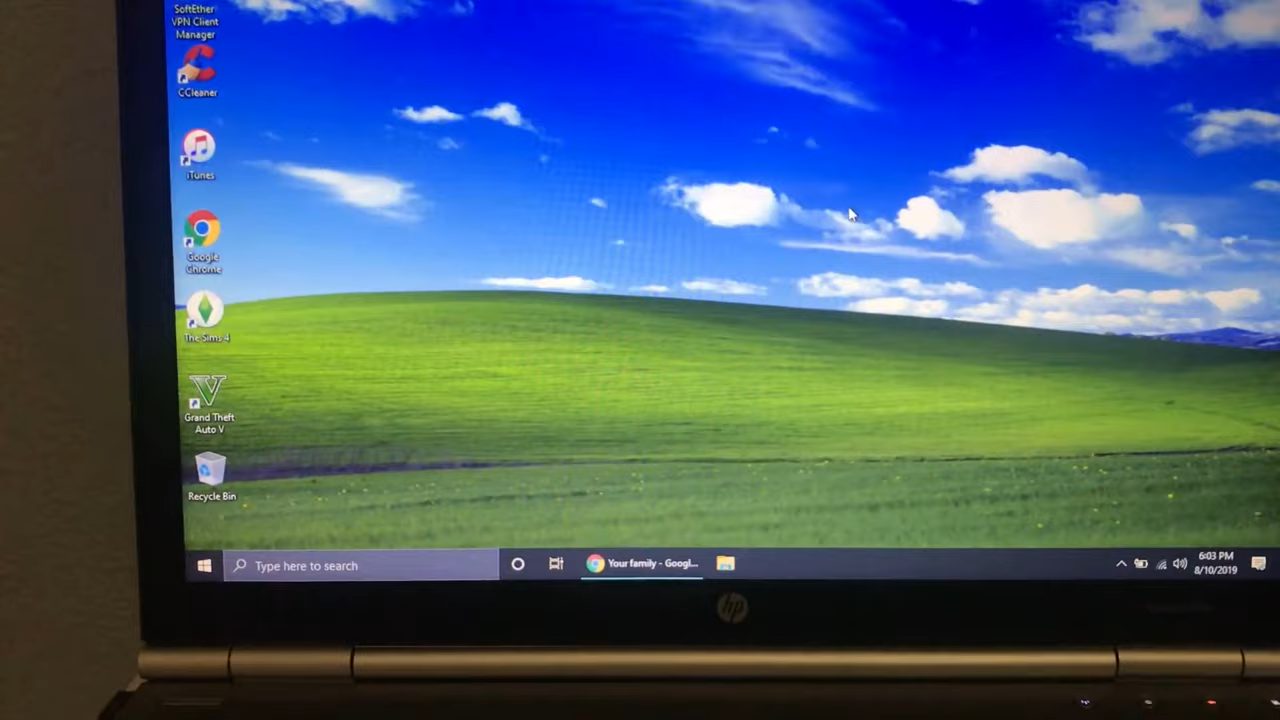 SoftEther
VPN Client
Manager
CCleaner
iTunes
Google
Chrome
The Sims 4
Grand Theft
Auto V
Recycle Bin
Type here to search
Your family - Googl...
6:03 PM
8/10/2019
hp